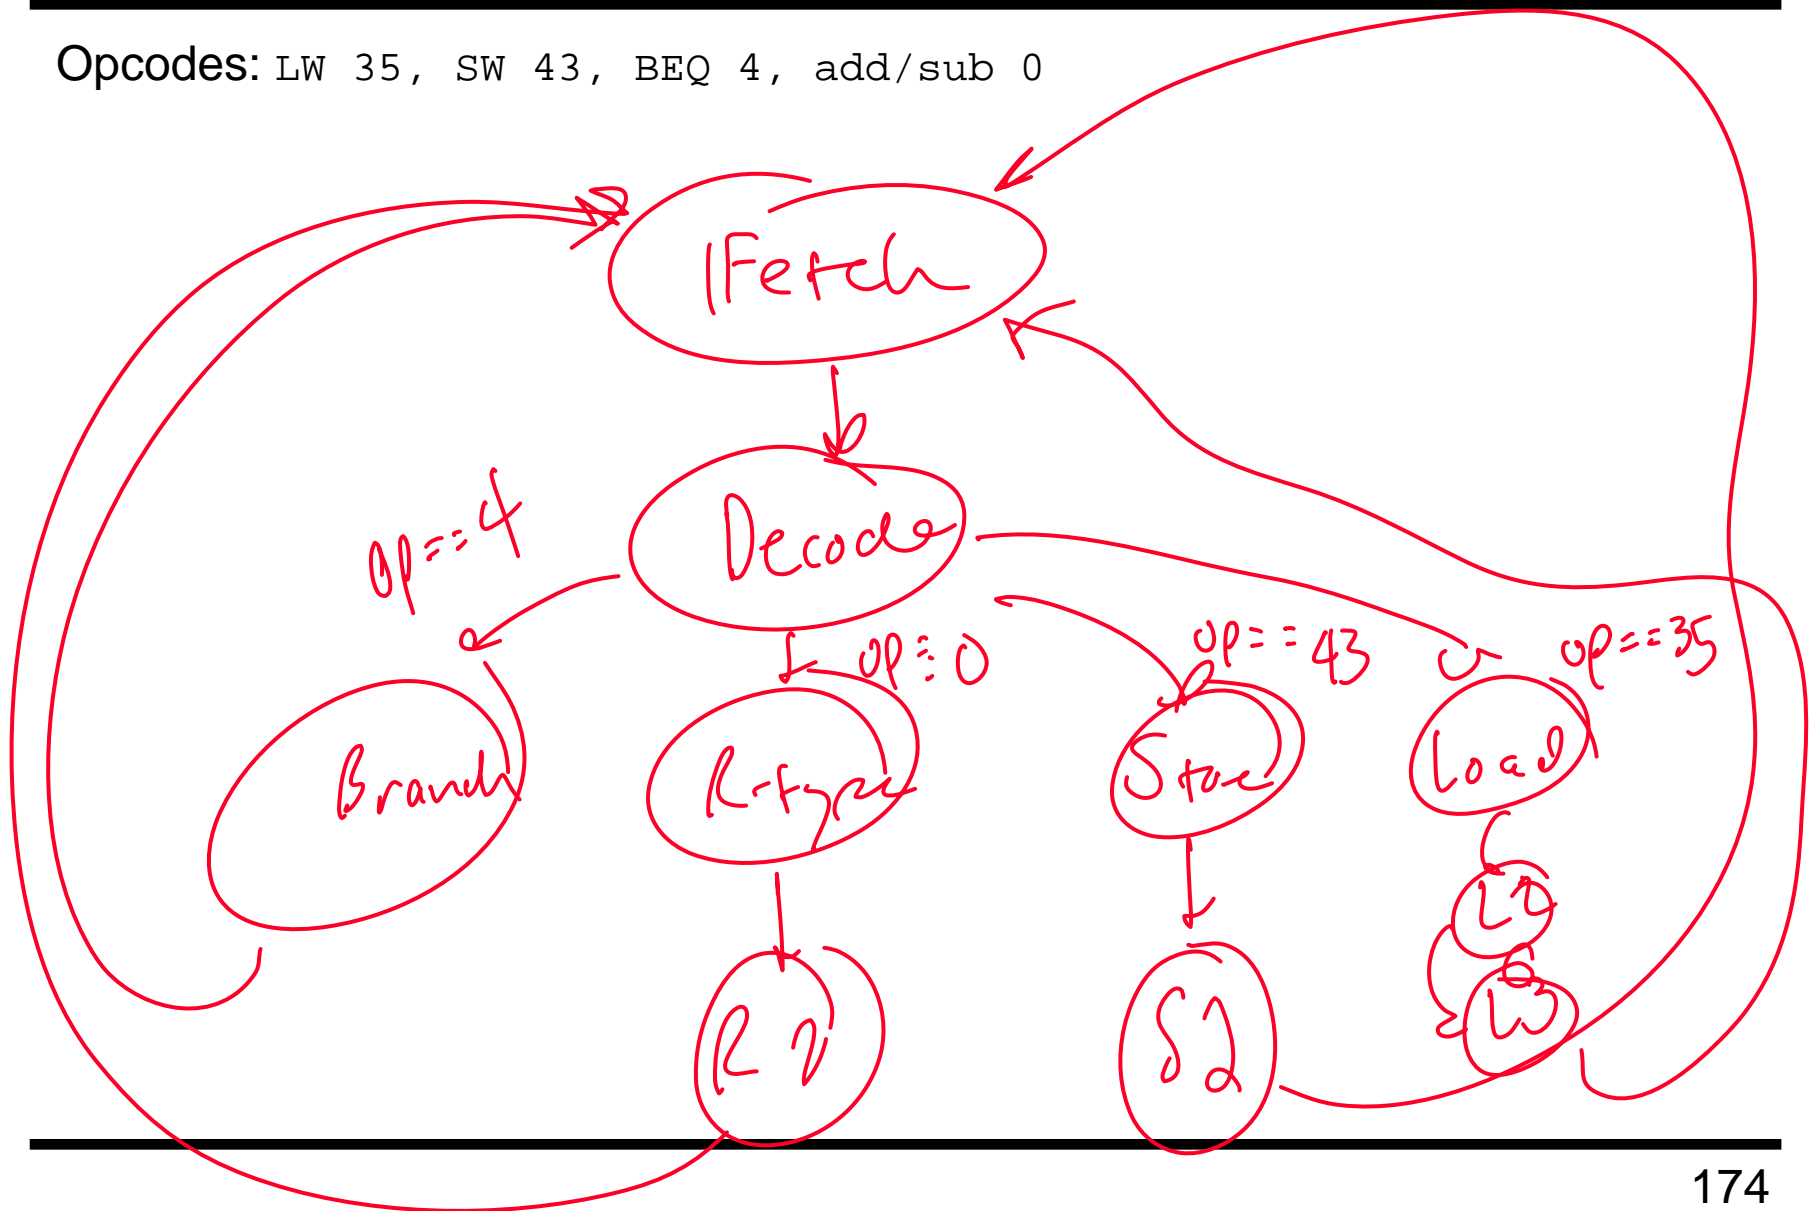 Opcodes: LW 35, SW 43, BEQ 4, add/sub 0
IFetch
Decode
op==4
op==0
op==43
op==35
Branch
R-type
Store
Load
L2
R2
S2
L3
174